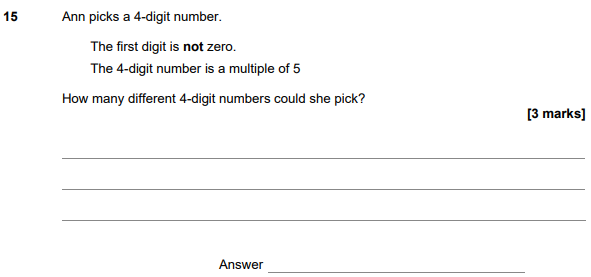 15 Ann picks a 4-digit number.
The first digit is not zero.
The 4-digit number is a multiple of 5
How many different 4-digit numbers could she pick?
[3 marks]
Answer